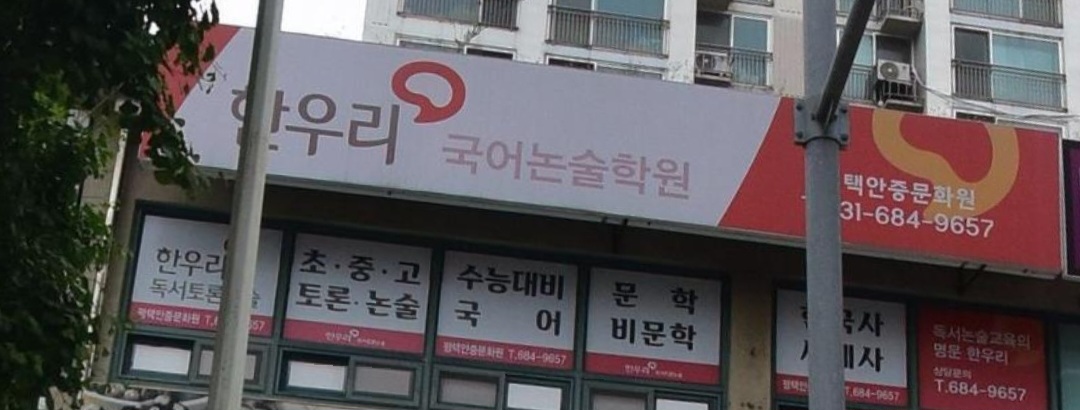 한우리
국어논술학원
택안중문화원
31-684-9657
한우리
독서토론
평택안중문화원
초·중·고
토론·논술
한우리
수능대비
국 어
평택안중문화원 T.684-9657
문 학
비문학
한우리
T.684-9657
독서논술교육의
명문 한우리
상담문의
T.684-9657